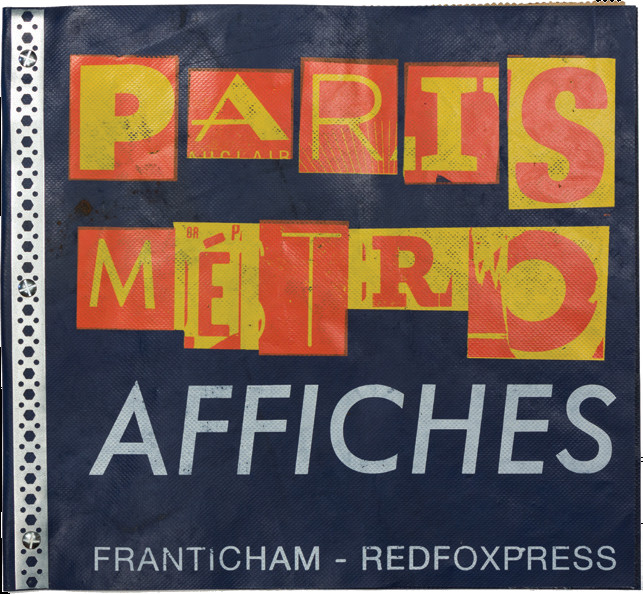 PARIS
MÉTRO
AFFICHES
FRANTICHAM - REDFOXPRESS